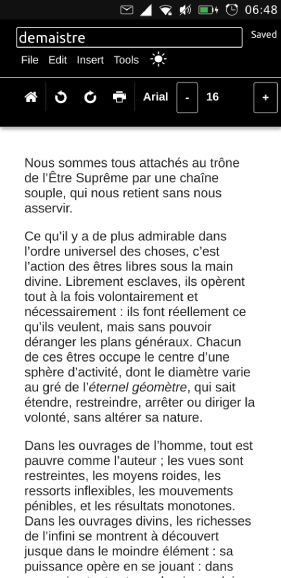 06:48
demaistre
Saved
File Edit Insert Tools
Arial - 16 +
Nous sommes tous attachés au trône
de l'Être Suprême par une chaîne
souple, qui nous retient sans nous
asservir.
Ce qu'il y a de plus admirable dans
l'ordre universel des choses, c'est
l'action des êtres libres sous la main
divine. Librement esclaves, ils opèrent
tout à la fois volontairement et
nécessairement : ils font réellement ce
qu'ils veulent, mais sans pouvoir
déranger les plans généraux. Chacun
de ces êtres occupe le centre d'une
sphère d'activité, dont le diamètre varie
au gré de l'éternel géomètre, qui sait
étendre, restreindre, arrêter ou diriger la
volonté, sans altérer sa nature.
Dans les ouvrages de l'homme, tout est
pauvre comme l'auteur ; les vues sont
restreintes, les moyens roides, les
ressorts inflexibles, les mouvements
pénibles, et les résultats monotones.
Dans les ouvrages divins, les richesses
de l'infini se montrent à découvert
jusque dans le moindre élément : sa
puissance opère en se jouant : dans